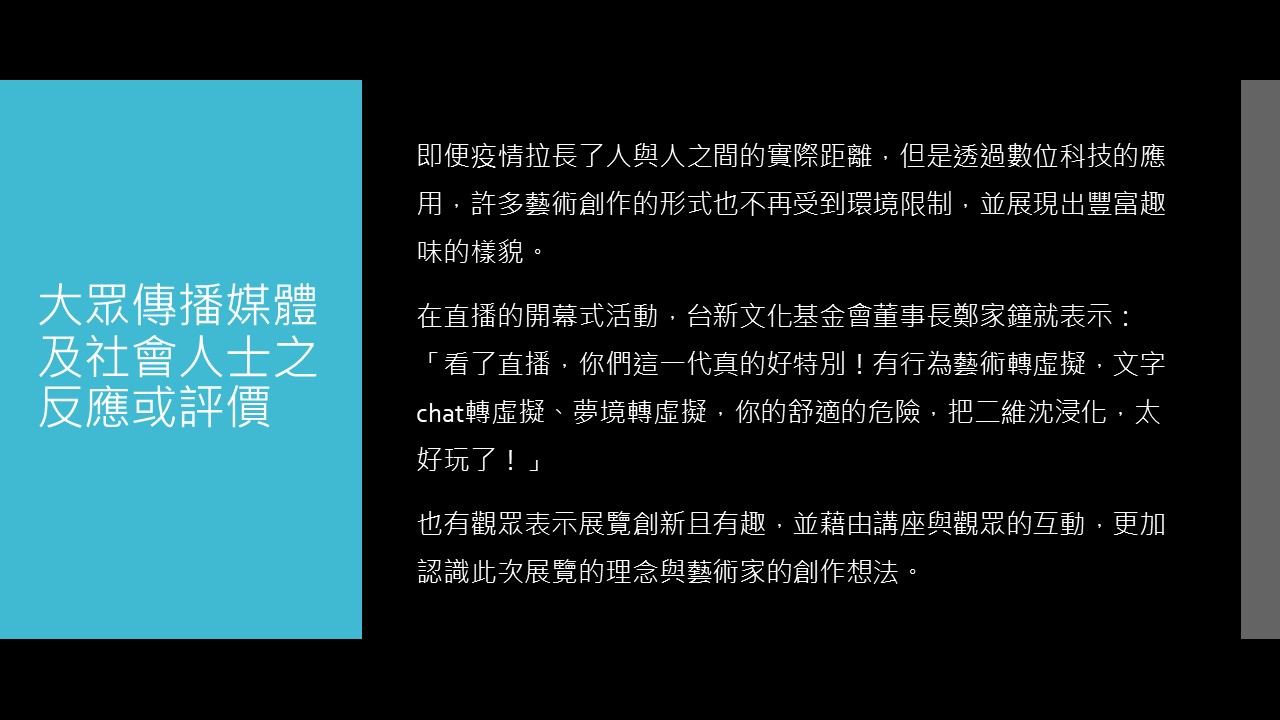 大眾傳播媒體
及社會人士之
反應或評價
即便疫情拉長了人與人之間的實際距離，但是透過數位科技的應
用，許多藝術創作的形式也不再受到環境限制，並展現出豐富趣
味的樣貌。
在直播的開幕式活動，台新文化基金會董事長鄭家鐘就表示：
「看了直播，你們這一代真的好特別！有行為藝術轉虛擬，文字
chat轉虛擬、夢境轉虛擬，你的舒適的危險，把二維沈浸化，太
好玩了！」
也有觀眾表示展覽創新且有趣，並藉由講座與觀眾的互動，更加
認識此次展覽的理念與藝術家的創作想法。